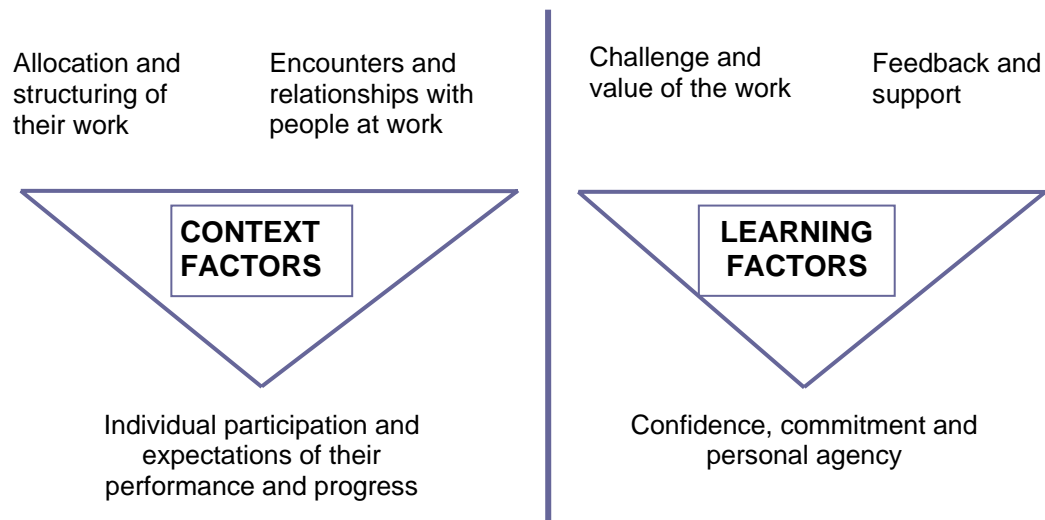 Allocation and
structuring of
their work
Encounters and
relationships with
people at work
CONTEXT
FACTORS
Individual participation and
expectations of their
performance and progress
Challenge and
value of the work
Feedback and
support
LEARNING
FACTORS
Confidence, commitment and
personal agency